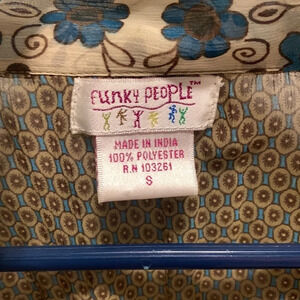 FUNKY PEOPLE™
MADE IN INDIA
100% POLYESTER
R.N 103261
S